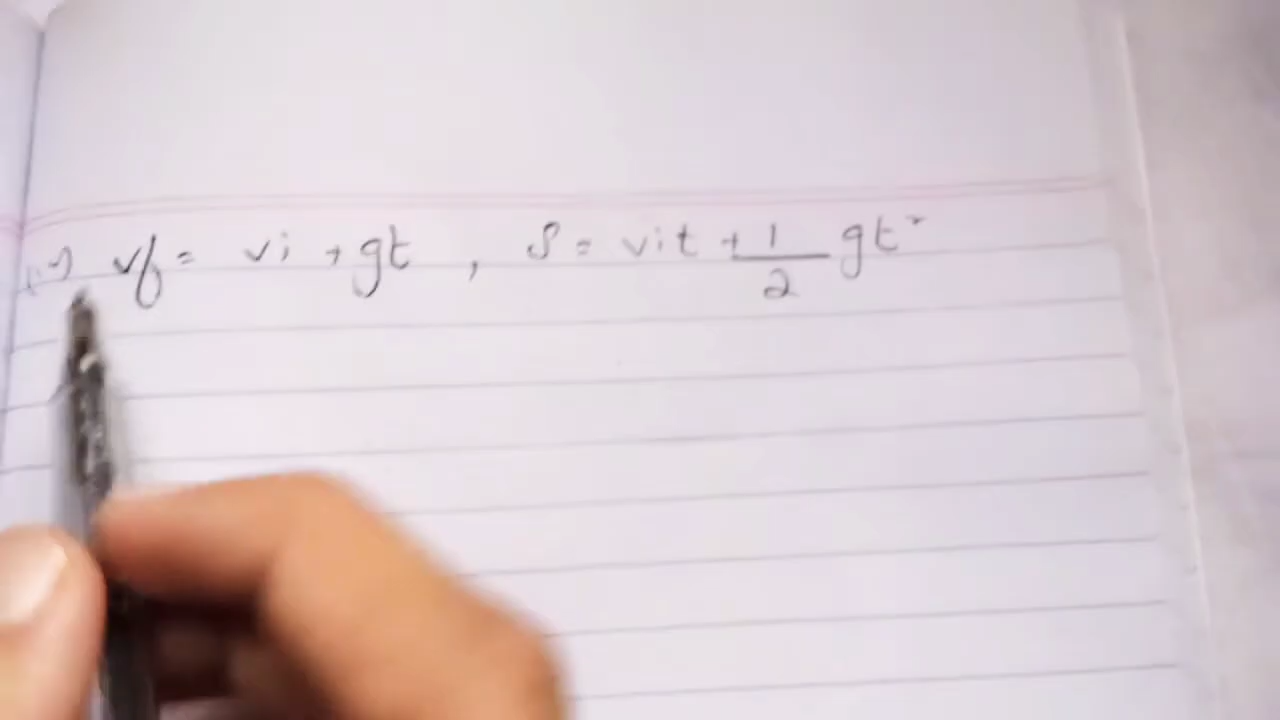 vf = vi + gt , S = vit + 1/2 gt²